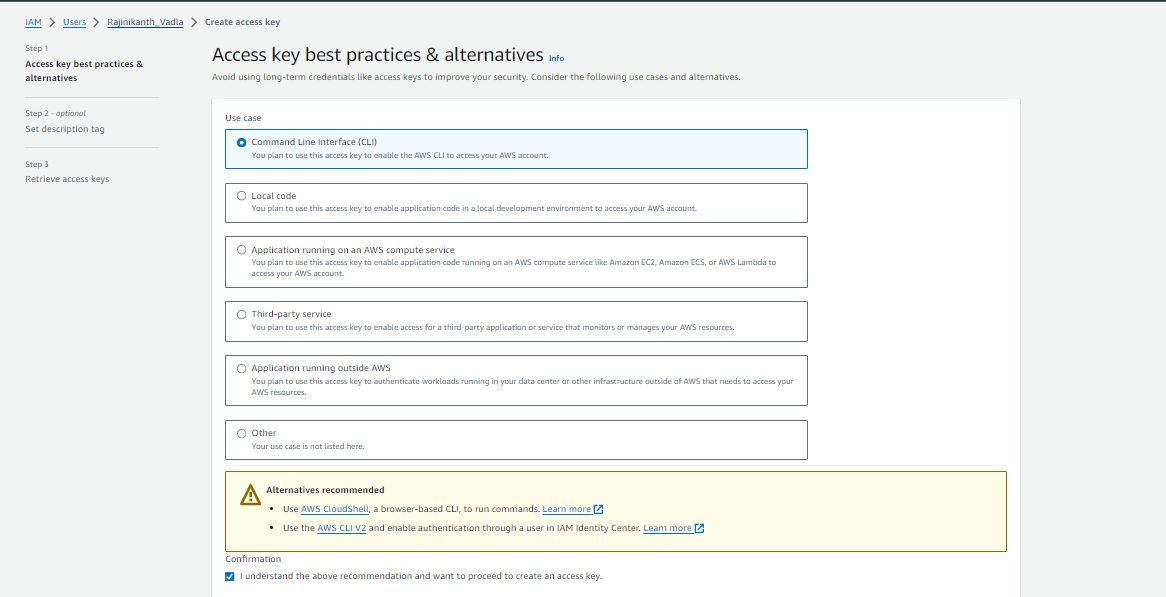 IAM > Users > Rajinikanth_Vadla > Create access key
Step 1
Access key best practices &
alternatives
Step 2 - optional
Set description tag
Step 3
Retrieve access keys
Access key best practices & alternatives Info
Avoid using long-term credentials like access keys to improve your security. Consider the following use cases and alternatives.
Use case
Command Line Interface (CLI)
You plan to use this access key to enable the AWS CLI to access your AWS account.
Local code
You plan to use this access key to enable application code in a local development environment to access your AWS account.
Application running on an AWS compute service
You plan to use this access key to enable application code running on an AWS compute service like Amazon EC2, Amazon ECS, or AWS Lambda to
access your AWS account.
Third-party service
You plan to use this access key to enable access for a third-party application or service that monitors or manages your AWS resources.
Application running outside AWS
You plan to use this access key to authenticate workloads running in your data center or other infrastructure outside of AWS that needs to access your
AWS resources.
Other
Your use case is not listed here.
Alternatives recommended
• Use AWS CloudShell, a browser-based CLI, to run commands. Learn more
• Use the AWS CLI V2 and enable authentication through a user in IAM Identity Center. Learn more
Confirmation
I understand the above recommendation and want to proceed to create an access key.